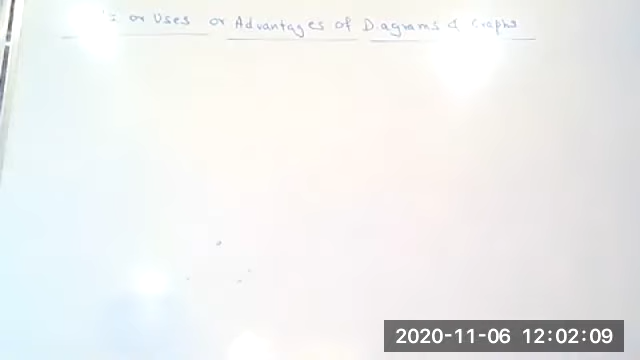 or Uses or Advantages of Diagrams & Graphs
2020-11-06 12:02:09